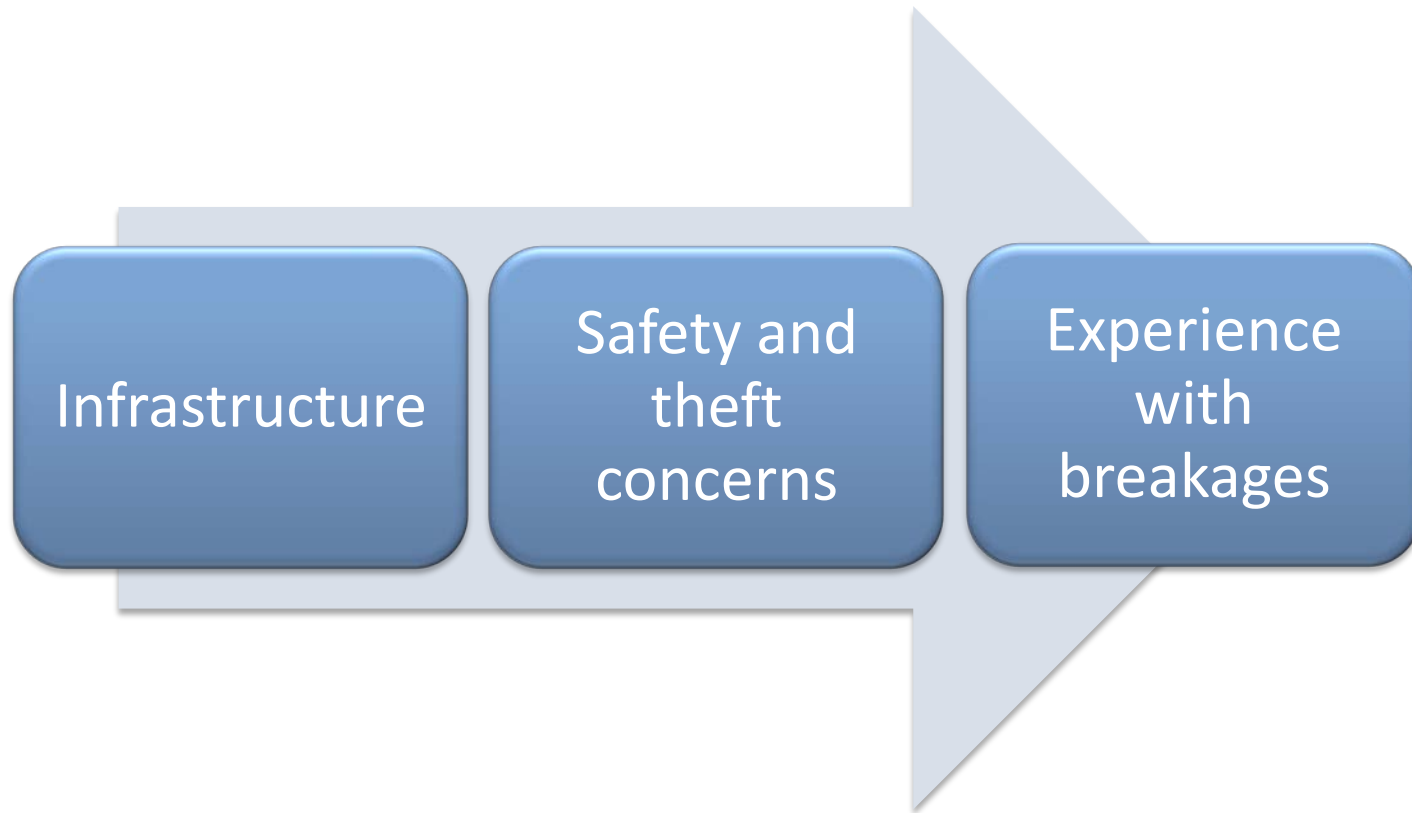 Infrastructure
Safety and
theft
concerns
Experience
with
breakages